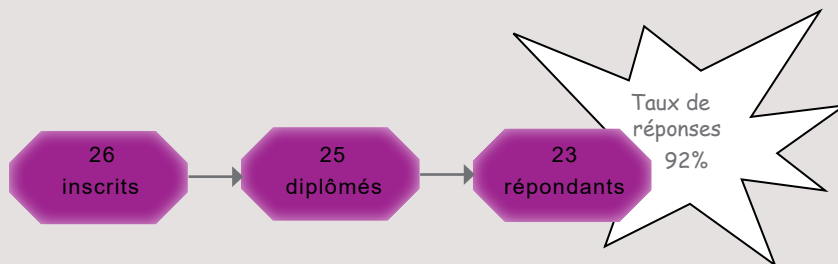 26
inscrits
25
diplômés
23
répondants
Taux de
réponses
92%